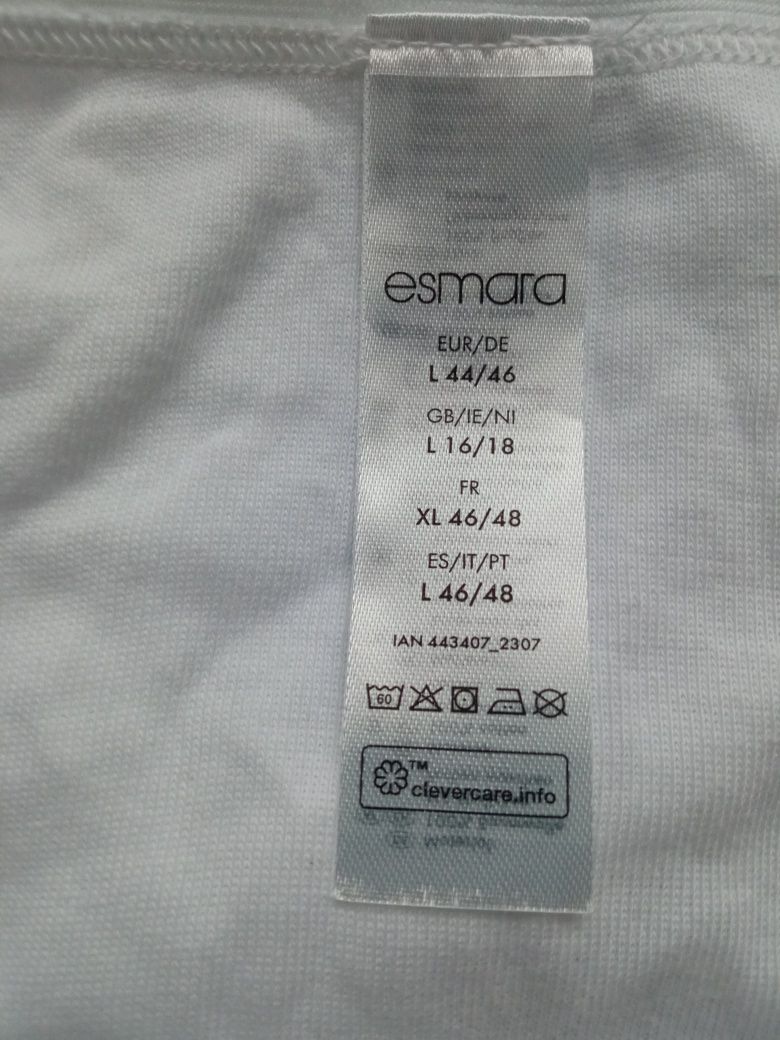 esmara
EUR/DE
L 44/46
GB/IE/NI
L 16/18
FR
XL 46/48
ES/IT/PT
L 46/48
IAN 443407_2307
60
™
clevercare.info